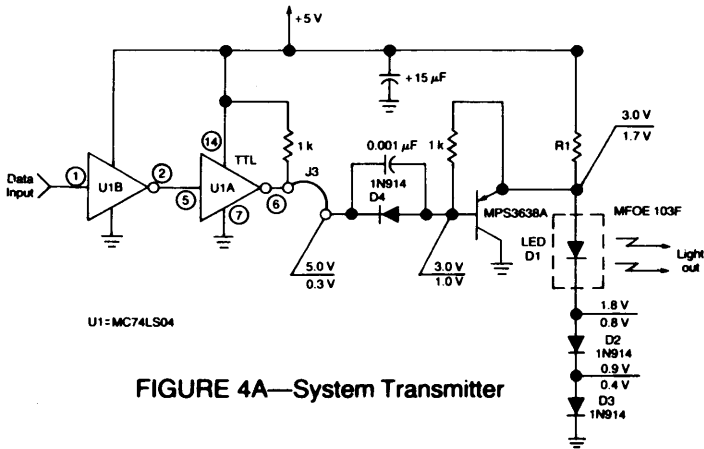 +5 V
+15 μF
14
TTL
1 k
J3
0.001 μF
1N914
D4
1 k
R1
3.0 V
1.7 V
Data
Input
1
U1B
2
5
U1A
7
6
MPS3638A
MFOE 103F
LED
D1
Light
out
5.0 V
0.3 V
3.0 V
1.0 V
1.8 V
0.8 V
D2
1N914
0.9 V
0.4 V
D3
1N914
U1=MC74LS04
FIGURE 4A—System Transmitter